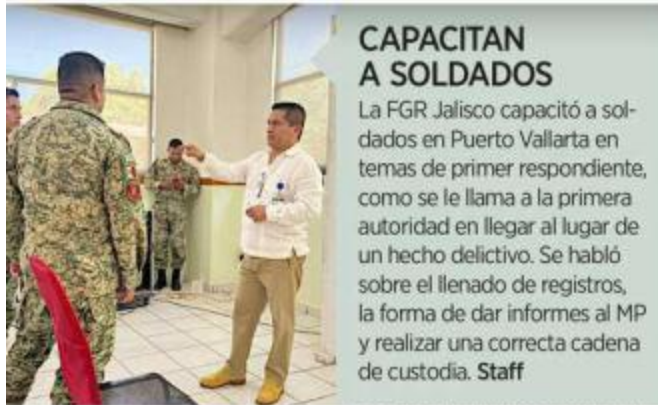 CAPACITAN
A SOLDADOS
La FGR Jalisco capacitó a sol-
dados en Puerto Vallarta en
temas de primer respondiente,
como se le llama a la primera
autoridad en llegar al lugar de
un hecho delictivo. Se habló
sobre el llenado de registros,
la forma de dar informes al MP
y realizar una correcta cadena
de custodia. Staff